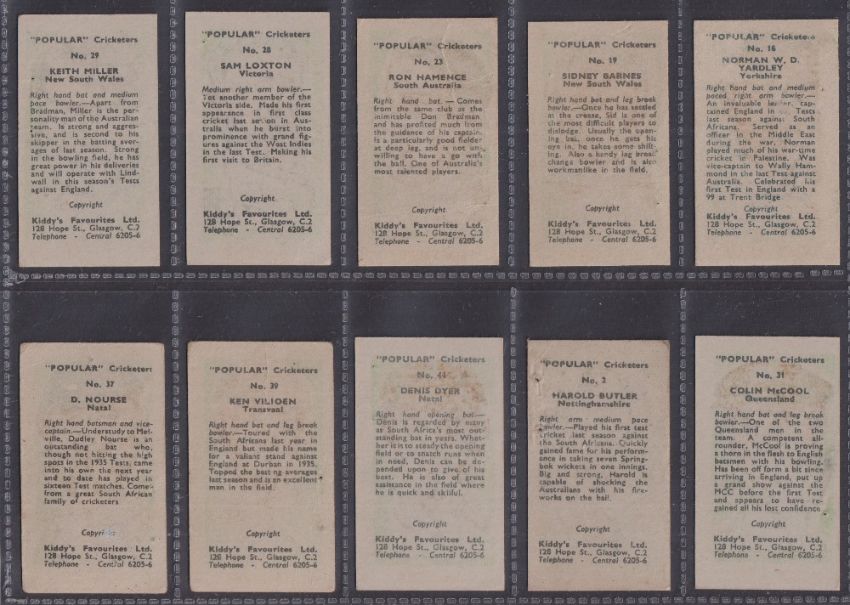 "POPULAR" Cricketers
No. 29
KEITH MILLER
New South Wales
Right hand bat and medium
pace bowler.—Apart from
Bradman, Miller is the per-
sonality man of the Australian
team. Is strong and aggres-
sive, and is second to his
skipper in the batting aver-
ages of last season. Strong
in the bowling field, he has
great power in his deliveries
and will operate with Lind-
wall in this season's Tests
against England.
Copyright
Kiddy's Favourites Ltd.
128 Hope St., Glasgow, C.2
Telephone - Central 6205-6
"POPULAR" Cricketers
No. 28
SAM LOXTON
Victoria
Medium right arm bowler.—
Yet another member of the
Victoria side. Made his first
appearance in first class
cricket last season in Aus-
tralia when he burst into
prominence with grand fig-
ures against the West Indies
in the last Test. Making his
first visit to Britain.
Copyright
Kiddy's Favourites Ltd.
128 Hope St., Glasgow, C.2
Telephone - Central 6205-6
"POPULAR" Cricketers
No. 23
RON HAMENCE
South Australia
Right hand bat. — Comes
from the same club as the
inimitable Don Bradman
and has profited much from
the guidance of his captain.
Is a particularly good fielder
at deep leg, and is not un-
willing to have a go with
the ball. One of Australia's
most talented players.
Copyright
Kiddy's Favourites Ltd.
128 Hope St., Glasgow, C.2
Telephone - Central 6205-6
"POPULAR" Cricketers
No. 19
SIDNEY BARNES
New South Wales
Right hand bat and leg break
bowler.—Once he has settled
at the crease, Sid is one of
the most difficult players to
dislodge. Usually the open-
ing bat, once he gets his
eye in, he takes some shift-
ing. Also a handy leg break
change bowler and is also
workmanlike in the field.
Copyright
Kiddy's Favourites Ltd.
128 Hope St., Glasgow, C.2
Telephone - Central 6205-6
"POPULAR" Cricketers
No. 16
NORMAN W. D.
YARDLEY
Yorkshire
Right hand bat and medium
paced right arm bowler.—
An invaluable leader, cap-
tained England in Tests
last season against South
Africans. Served as an
officer in the Middle East
during the war. Norman
played much of his war-time
cricket in Palestine. Was
vice-captain to Wally Ham-
mond in the last Test against
Australia. Celebrated his
first Test in England with a
99 at Trent Bridge.
Copyright
Kiddy's Favourites Ltd.
128 Hope St., Glasgow, C.2
Telephone - Central 6205-6
"POPULAR" Cricketers
No. 37
D. NOURSE
Natal
Right hand batsman and vice-
captain.—Understudy to Mel-
ville, Dudley Nourse is an
outstanding bat who,
though not hitting the high
spots in the 1935 Tests, came
into his own the next year
and to date has played in
sixteen Test matches. Come-
from a great South African
family of cricketers
Copyright
Kiddy's Favourites Ltd.
128 Hope St., Glasgow, C.2
Telephone - Central 6205-6
"POPULAR" Cricketers
No. 39
KEN VILIOEN
Transvaal
Right hand bat and leg break
bowler.—Toured with the
South Africans last year in
England but made his name
for a valiant stand against
England at Durban in 1935.
Topped the batting averages
last season and is an excellent
man in the field.
Copyright
Kiddy's Favourites Ltd.
128 Hope St., Glasgow, C.2
Telephone - Central 6205-6
"POPULAR" Cricketers
No. 44
DENIS DYER
Natal
Right hand opening bat—
Denis is regarded by many
as South Africa's most out-
standing bat in years. What-
her it is to steady the opening
field or to snatch runs when
in need, Denis can be de-
pended upon to give of his
best. He is also of great
assistance in the field where
he is quick and skilful.
Copyright
Kiddy's Favourites Ltd.
128 Hope St., Glasgow, C.2
Telephone - Central 6205-6
"POPULAR" Cricketers
No. 2
HAROLD BUTLER
Nottinghamshire
Right arm medium pace
bowler.—Played his first test
cricket last season against
the South Africans. Quickly
gained fame for his perform-
ance in taking seven Spring-
bok wickets in one innings.
Big and strong, Harold is
capable of shocking the
Australians with his fire-
works on the ball.
Copyright
Kiddy's Favourites Ltd.
128 Hope St., Glasgow, C.2
Telephone - Central 6205-6
"POPULAR" Cricketers
No. 31
COLIN McCOOL
Queensland
Right hand bat and leg break
bowler.—One of the two
Queensland men in the
team. A competent all-
rounder, McCool is proving
a thorn in the flesh to English
batsmen with his bowling.
Has been off form a bit since
arriving in England, put up
a grand show against the
MCC before the first Test
and appears to have re-
gained all his lost confidence
Copyright
Kiddy's Favourites Ltd.
128 Hope St., Glasgow, C.2
Telephone - Central 6205-6